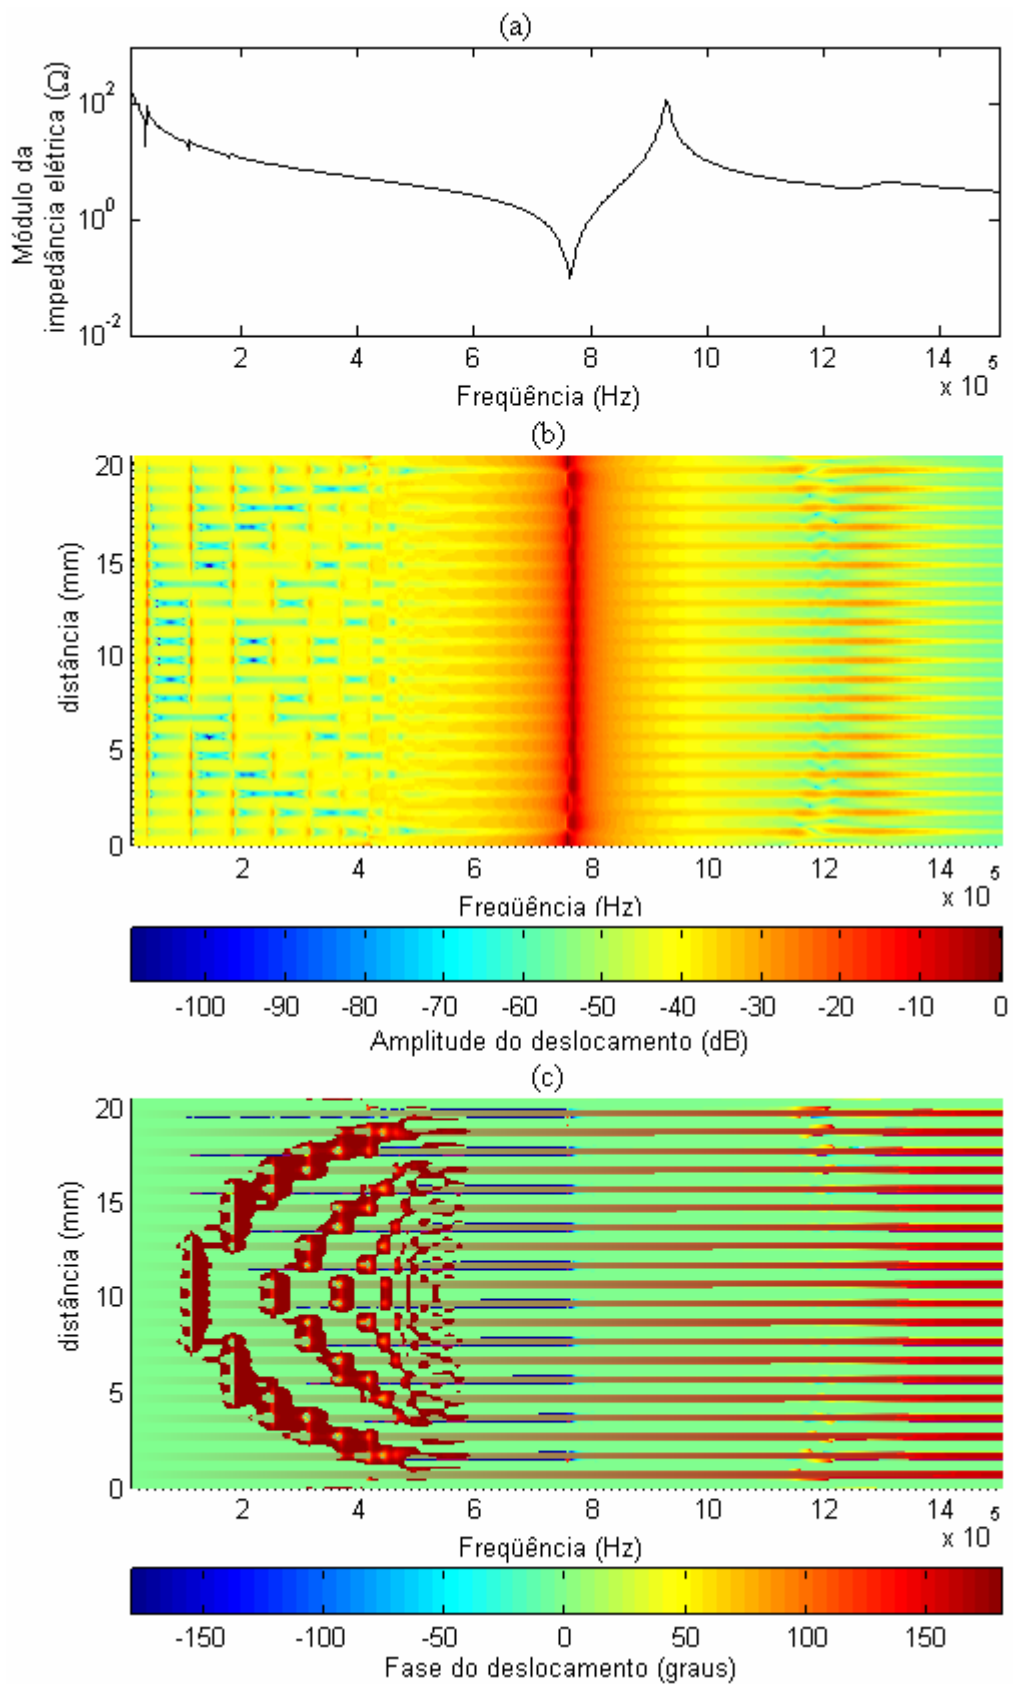 (a)
Módulo da
impedância elétrica (Ω)
10²
10⁰
10⁻²
2 4 6 8 10 12 14
x 10⁵
Freqüência (Hz)
(b)
distância (mm)
20
15
10
5
0
2 4 6 8 10 12 14
x 10⁵
Freqüência (Hz)
-100 -90 -80 -70 -60 -50 -40 -30 -20 -10 0
Amplitude do deslocamento (dB)
(c)
distância (mm)
20
15
10
5
0
2 4 6 8 10 12 14
x 10⁵
Freqüência (Hz)
-150 -100 -50 0 50 100 150
Fase do deslocamento (graus)